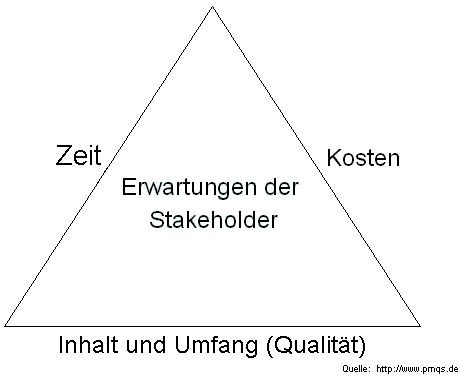 Zeit
Kosten
Erwartungen der
Stakeholder
Inhalt und Umfang (Qualität)
Quelle: http://www.pmqs.de